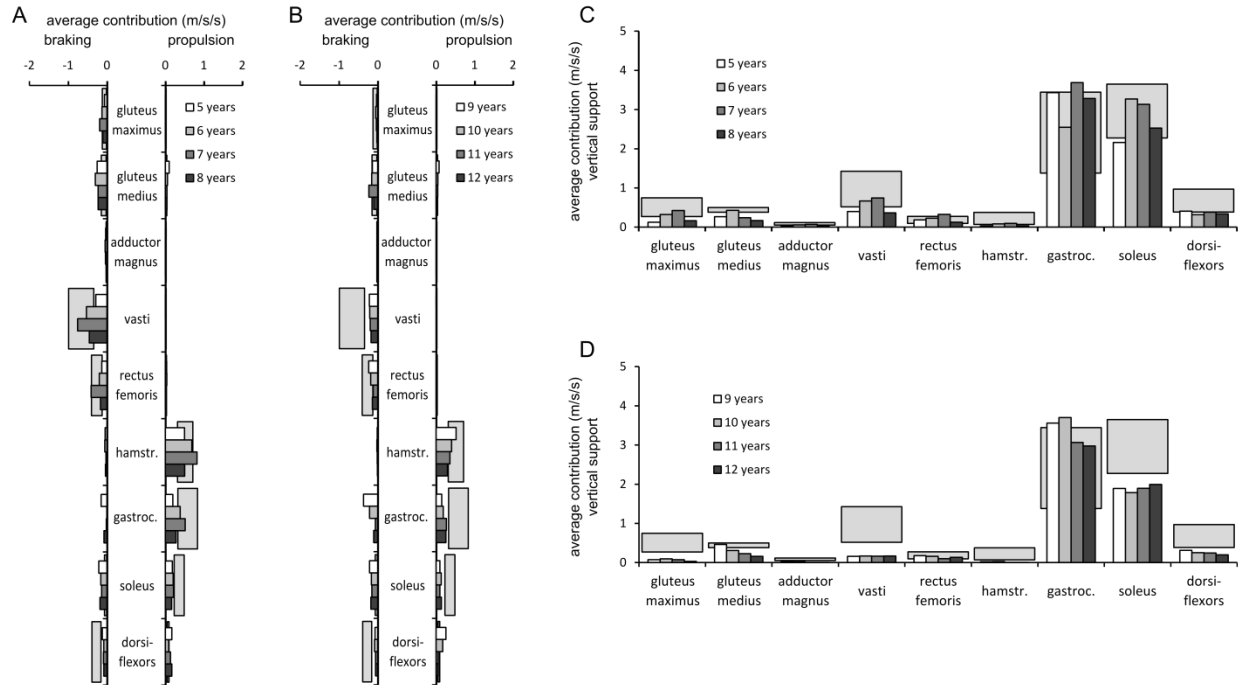 A
average contribution (m/s/s)
braking
propulsion
-2 -1 0 0 1 2
5 years
6 years
7 years
8 years
gluteus
maximus
gluteus
medius
adductor
magnus
vasti
rectus
femoris
hamstr.
gastroc.
soleus
dorsi-
flexors
B
average contribution (m/s/s)
braking
propulsion
-2 -1 0 0 1 2
9 years
10 years
11 years
12 years
gluteus
maximus
gluteus
medius
adductor
magnus
vasti
rectus
femoris
hamstr.
gastroc.
soleus
dorsi-
flexors
C
average contribution (m/s/s)
vertical support
5
4
3
2
1
0
5 years
6 years
7 years
8 years
gluteus
maximus
gluteus
medius
adductor
magnus
vasti
rectus
femoris
hamstr.
gastroc.
soleus
dorsi-
flexors
D
average contribution (m/s/s)
vertical support
5
4
3
2
1
0
9 years
10 years
11 years
12 years
gluteus
maximus
gluteus
medius
adductor
magnus
vasti
rectus
femoris
hamstr.
gastroc.
soleus
dorsi-
flexors